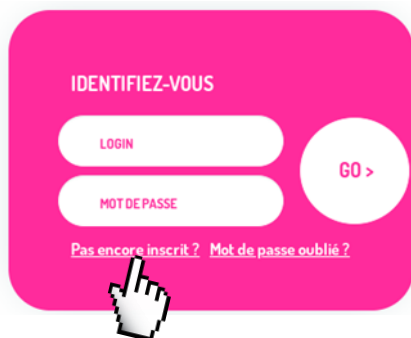 IDENTIFIEZ-VOUS
LOGIN
MOT DE PASSE
GO >
Pas encore inscrit ? Mot de passe oublié ?